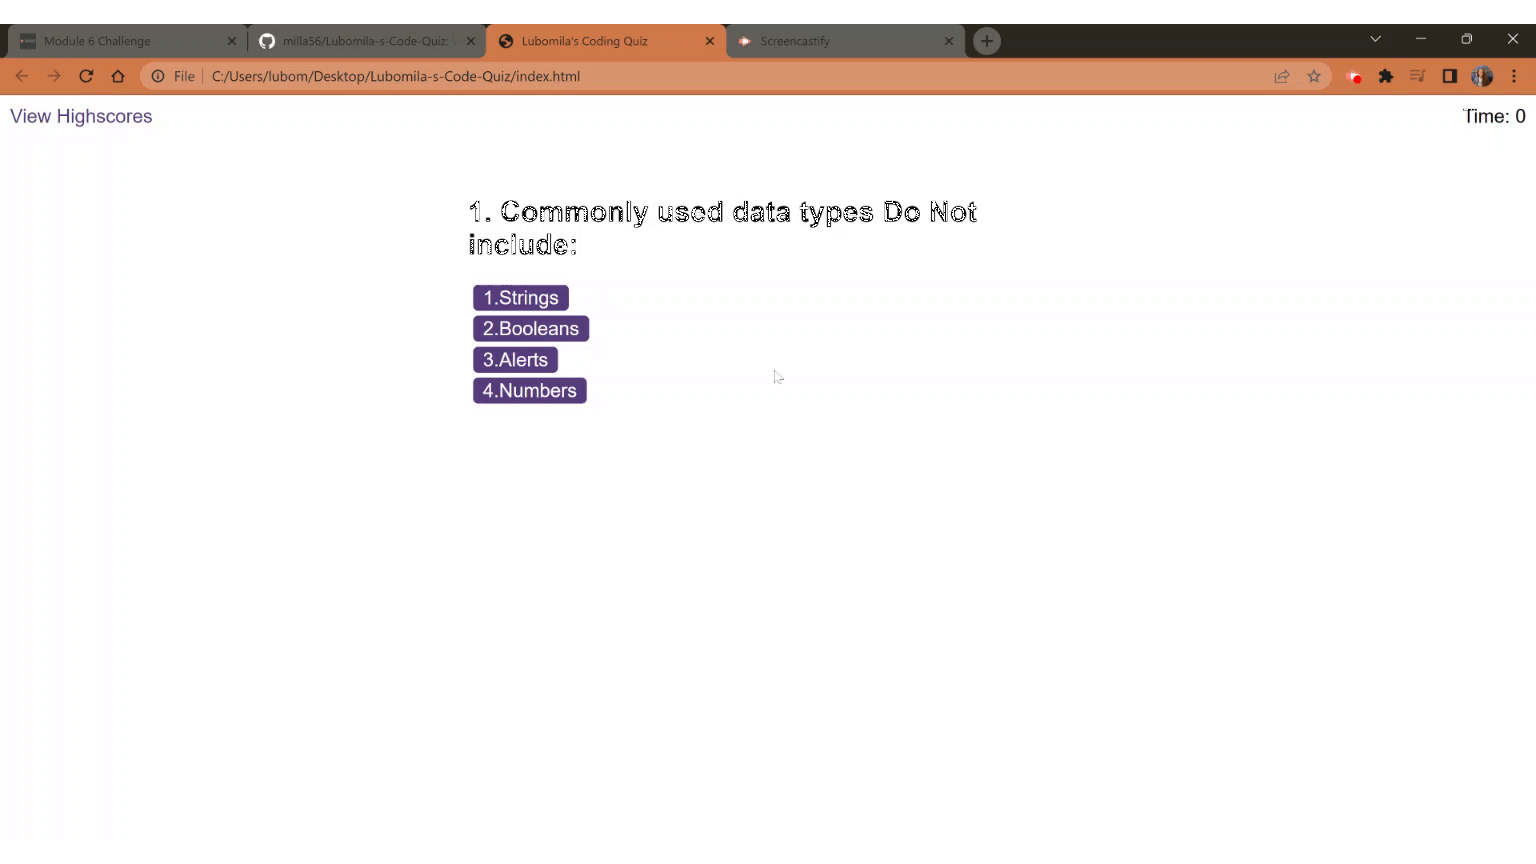 Module 6 Challenge
milla56/Lubomila-s-Code-Quiz:
Lubomila's Coding Quiz
Screencastify
File
C:/Users/lubom/Desktop/Lubomila-s-Code-Quiz/index.html
View Highscores
Time: 0
1. Commonly used data types Do Not
include:
1.Strings
2.Booleans
3.Alerts
4.Numbers